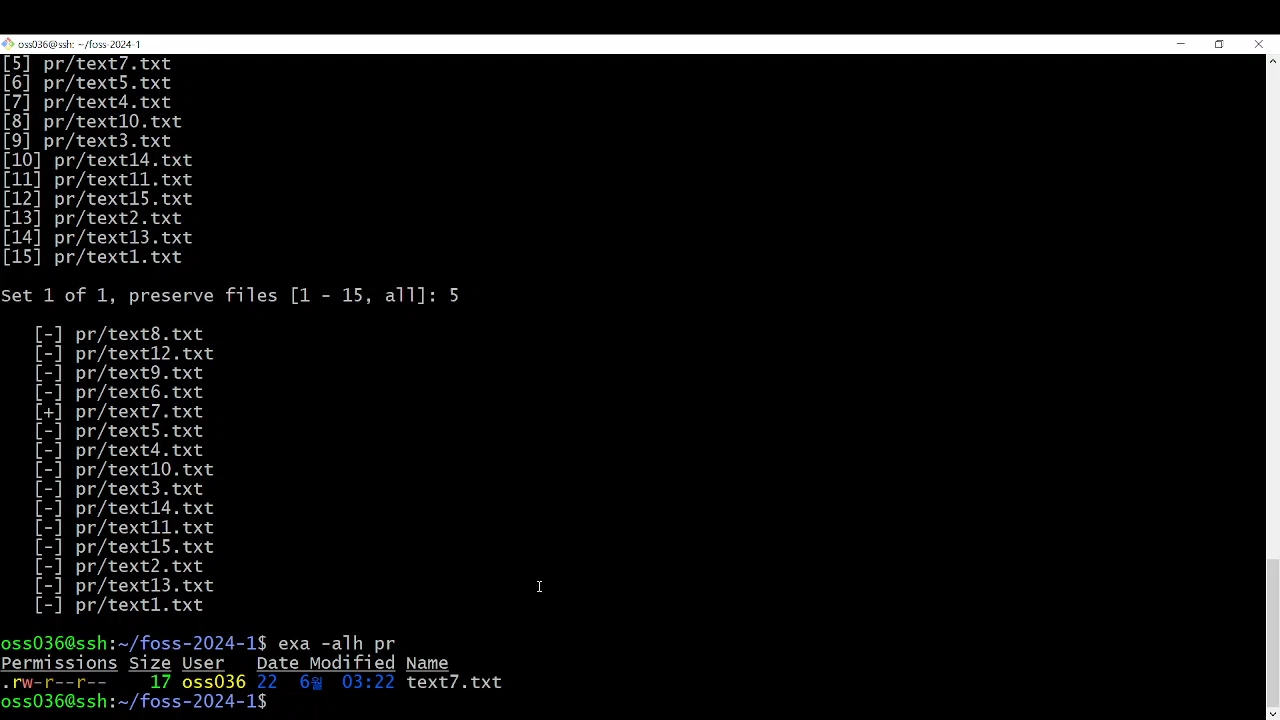 oss036@ssh: ~/foss-2024-1
[5] pr/text7.txt
[6] pr/text5.txt
[7] pr/text4.txt
[8] pr/text10.txt
[9] pr/text3.txt
[10] pr/text14.txt
[11] pr/text11.txt
[12] pr/text15.txt
[13] pr/text2.txt
[14] pr/text13.txt
[15] pr/text1.txt
Set 1 of 1, preserve files [1 - 15, all]: 5
[-] pr/text8.txt
[-] pr/text12.txt
[-] pr/text9.txt
[-] pr/text6.txt
[+] pr/text7.txt
[-] pr/text5.txt
[-] pr/text4.txt
[-] pr/text10.txt
[-] pr/text3.txt
[-] pr/text14.txt
[-] pr/text11.txt
[-] pr/text15.txt
[-] pr/text2.txt
[-] pr/text13.txt
[-] pr/text1.txt
oss036@ssh:~/foss-2024-1$ exa -alh pr
Permissions Size User   Date Modified Name
.rw-r--r--    17 oss036 22  6월  03:22 text7.txt
oss036@ssh:~/foss-2024-1$